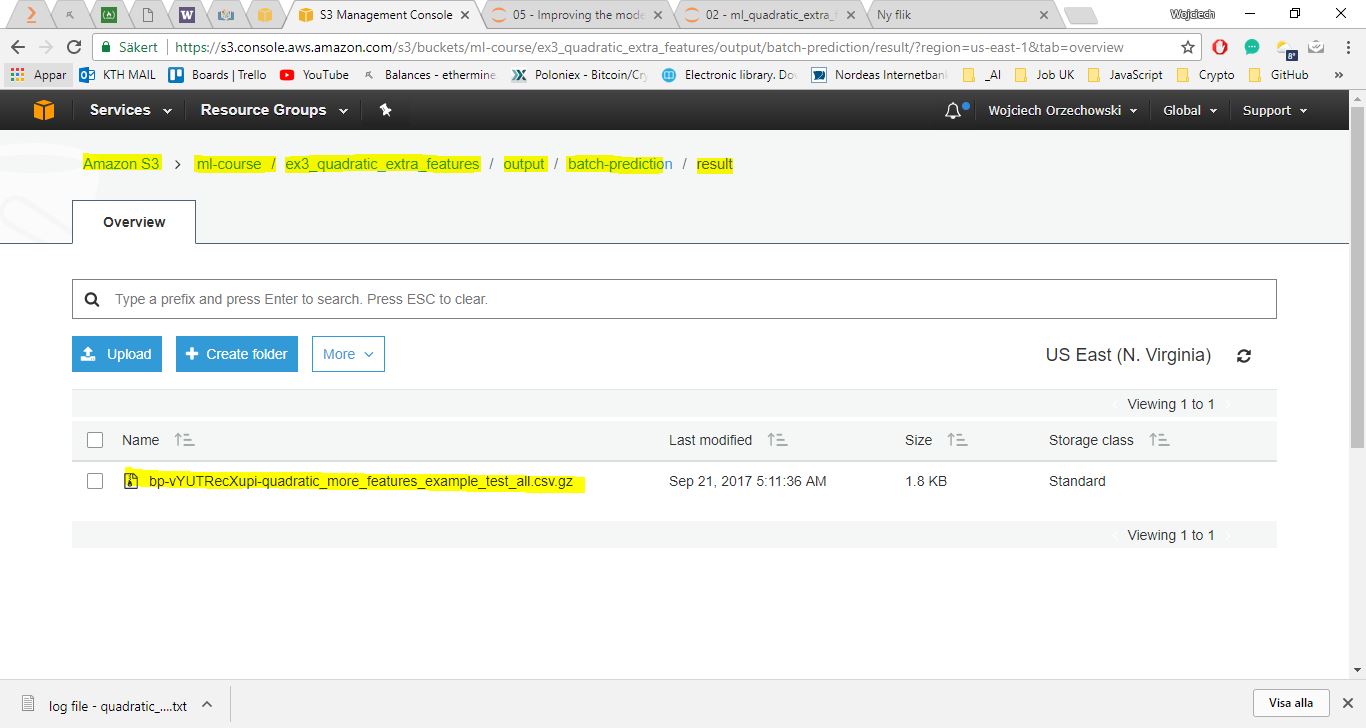 S3 Management Console
05 - Improving the mode
02 - ml_quadratic_extra_f
Ny flik
Wojciech
Säkert
https://s3.console.aws.amazon.com/s3/buckets/ml-course/ex3_quadratic_extra_features/output/batch-prediction/result/?region=us-east-1&tab=overview
8°
Appar
KTH MAIL
Boards | Trello
YouTube
Balances - ethermine
Poloniex - Bitcoin/Cry
Electronic library. Do
Nordeas Internetban
_AI
Job UK
JavaScript
Crypto
GitHub
»
Services
Resource Groups
Wojciech Orzechowski
Global
Support
Amazon S3 > ml-course / ex3_quadratic_extra_features / output / batch-prediction / result
Overview
Type a prefix and press Enter to search. Press ESC to clear.
Upload
Create folder
More
US East (N. Virginia)
Viewing 1 to 1
Name
Last modified
Size
Storage class
bp-vYUTRecXupi-quadratic_more_features_example_test_all.csv.gz
Sep 21, 2017 5:11:36 AM
1.8 KB
Standard
Viewing 1 to 1
log file - quadratic_....txt
Visa alla